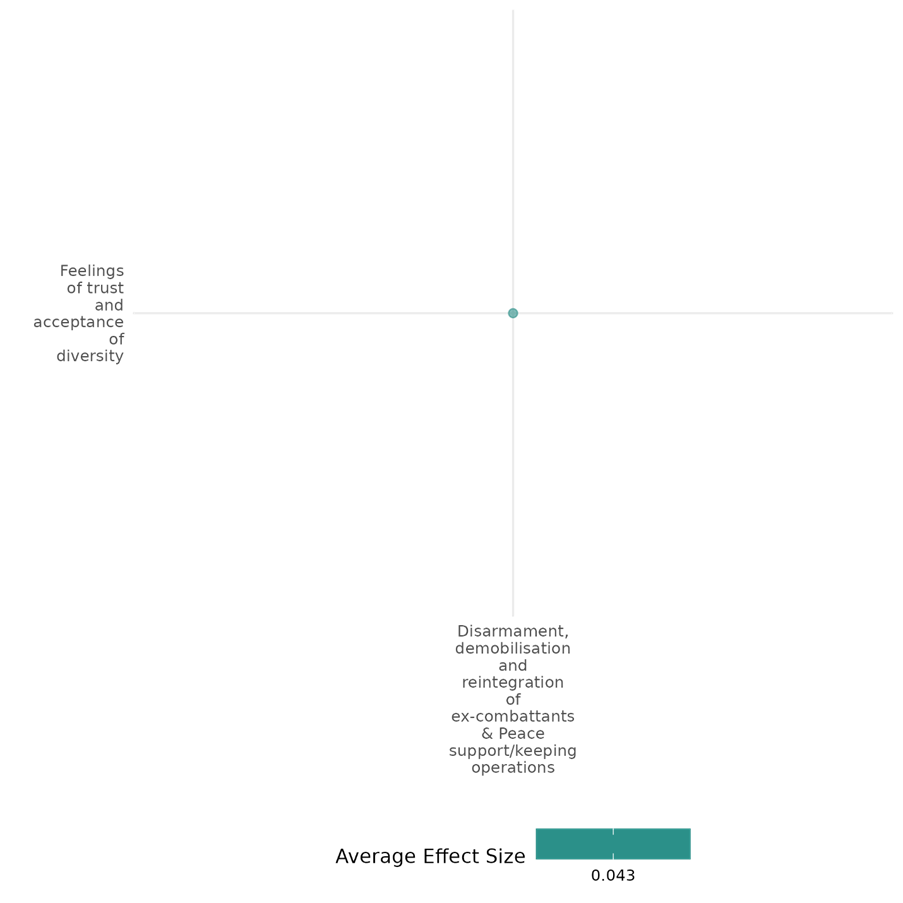 Feelings
of trust
and
acceptance
of
diversity
Disarmament,
demobilisation
and
reintegration
of
ex-combattants
& Peace
support/keeping
operations
Average Effect Size
0.043